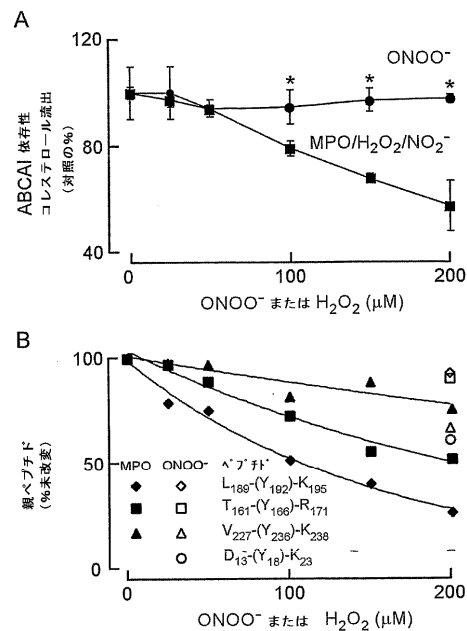 A
120
80
40
ABCAI 依存性
コレステロール流出
(対照の%)
* * *
ONOO⁻
MPO/H₂O₂/NO₂⁻
0 100 200
ONOO⁻ または H₂O₂ (μM)
B
100
50
0
親ペプチド
(%未改変)
MPO ONOO⁻ ペプチド
L₁₈₉-(Y₁₉₂)-K₁₉₅
T₁₆₁-(Y₁₆₆)-R₁₇₁
V₂₂₇-(Y₂₃₆)-K₂₃₈
D₁₃-(Y₁₈)-K₂₃
0 100 200
ONOO⁻ または H₂O₂ (μM)